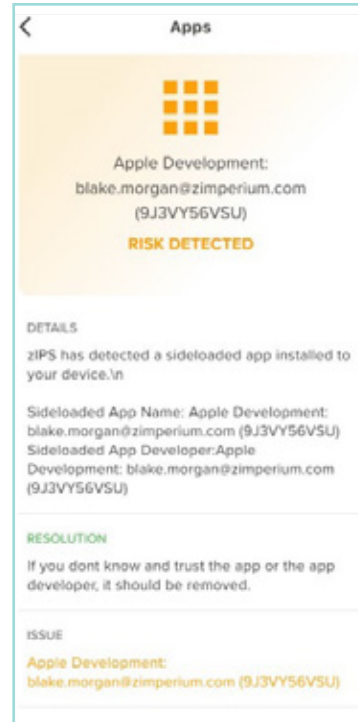 Apps
Apple Development:
blake.morgan@zimperium.com
(9J3VY56VSU)
RISK DETECTED
DETAILS
zIPS has detected a sideloaded app installed to
your device.\n
Sideloaded App Name: Apple Development:
blake.morgan@zimperium.com (9J3VY56VSU)
Sideloaded App Developer:Apple
Development: blake.morgan@zimperium.com
(9J3VY56VSU)
RESOLUTION
If you dont know and trust the app or the app
developer, it should be removed.
ISSUE
Apple Development:
blake.morgan@zimperium.com (9J3VY56VSU)